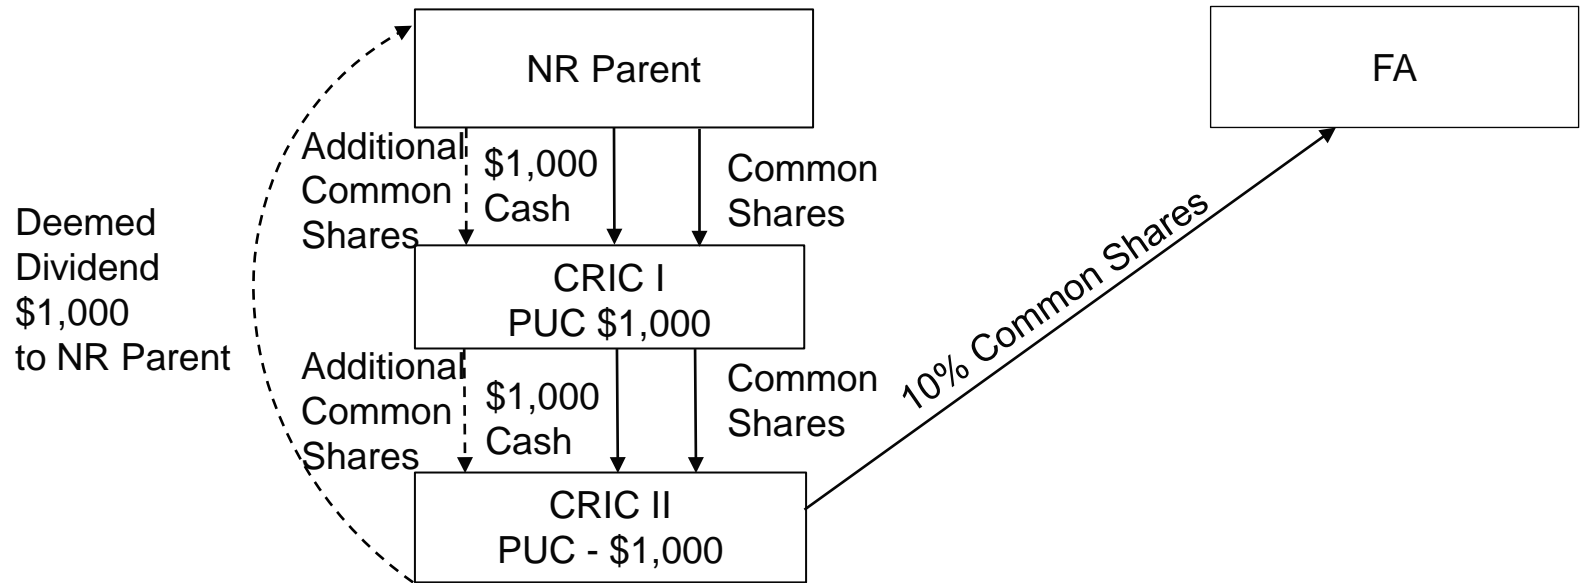 NR Parent
FA
Additional
Common
Shares
$1,000
Cash
Common
Shares
Deemed
Dividend
$1,000
to NR Parent
CRIC I
PUC $1,000
10% Common Shares
Additional
Common
Shares
$1,000
Cash
Common
Shares
CRIC II
PUC - $1,000